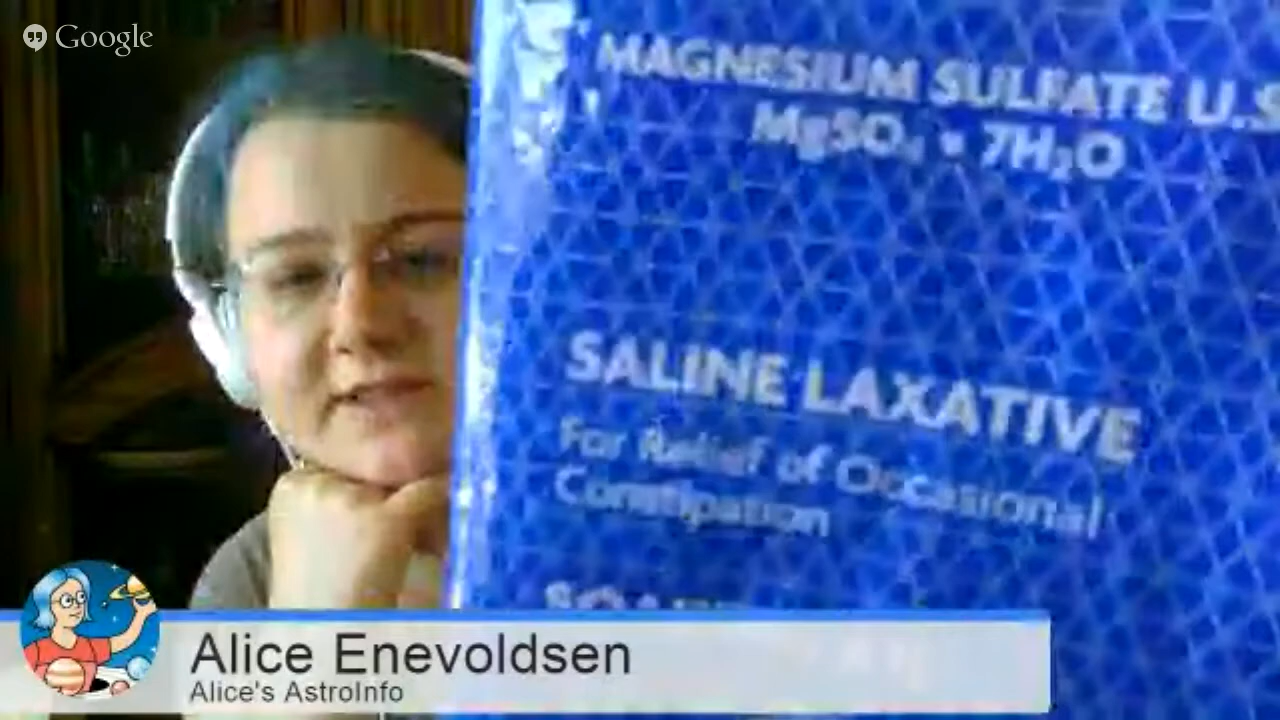 Google
MAGNESIUM SULFATE U.S
MgSO₄ • 7H₂O
SALINE LAXATIVE
For Relief of Occasional
Constipation
Alice Enevoldsen
Alice's AstroInfo